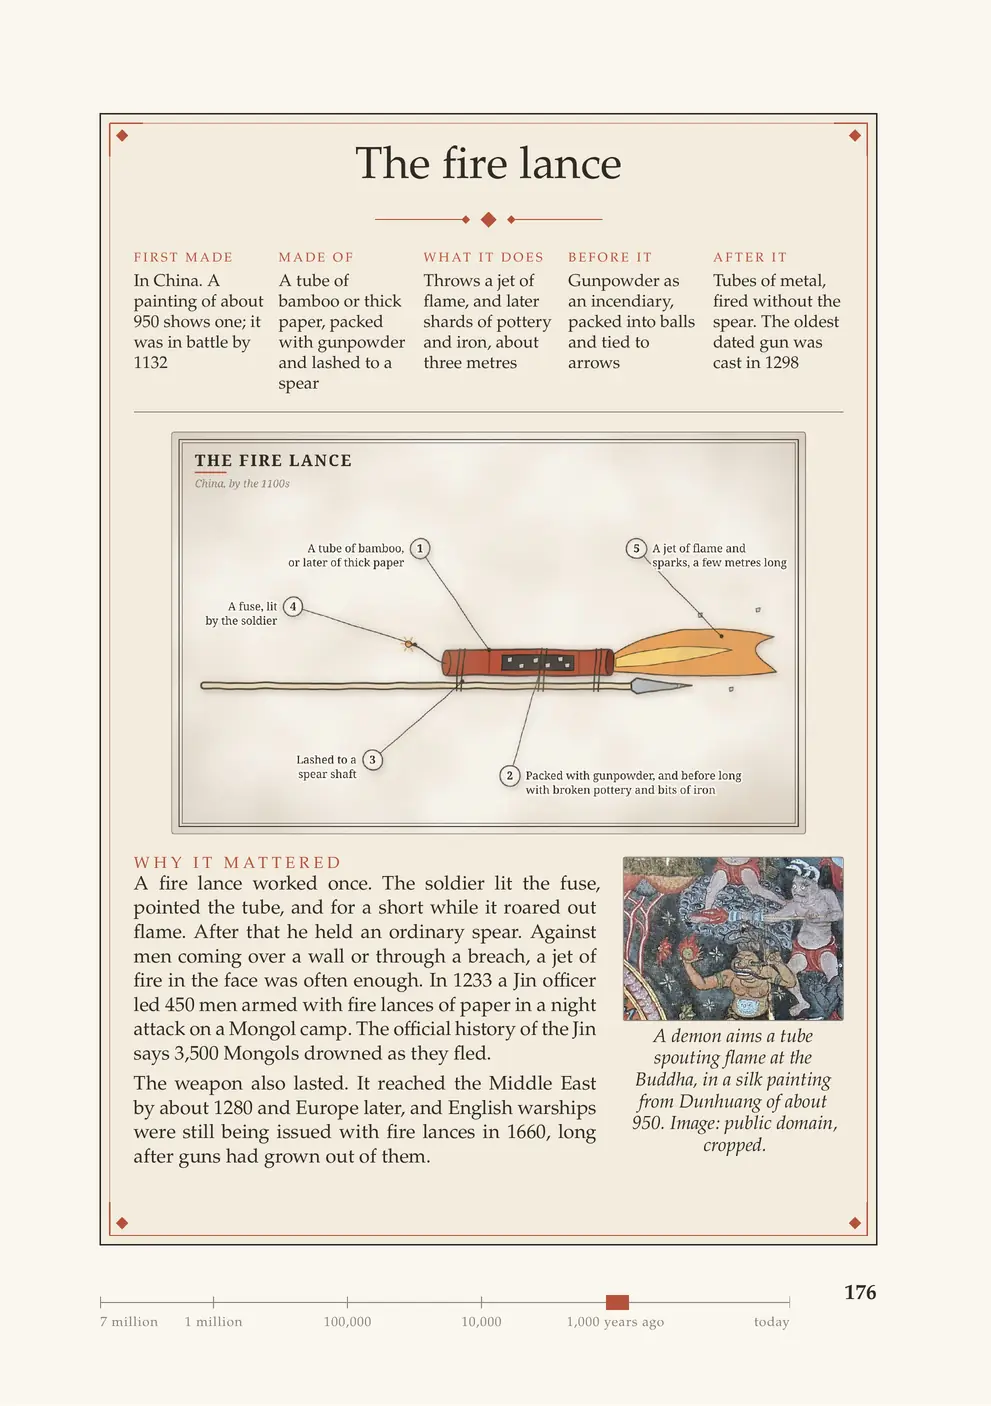 The fire lance
FIRST MADE
In China. A
painting of about
950 shows one; it
was in battle by
1132
MADE OF
A tube of
bamboo or thick
paper, packed
with gunpowder
and lashed to a
spear
WHAT IT DOES
Throws a jet of
flame, and later
shards of pottery
and iron, about
three metres
BEFORE IT
Gunpowder as
an incendiary,
packed into balls
and tied to
arrows
AFTER IT
Tubes of metal,
fired without the
spear. The oldest
dated gun was
cast in 1298
THE FIRE LANCE
China, by the 1100s
A tube of bamboo,
or later of thick paper
1
5
A jet of flame and
sparks, a few metres long
A fuse, lit
by the soldier
4
Lashed to a
spear shaft
3
2
Packed with gunpowder, and before long
with broken pottery and bits of iron
WHY IT MATTERED
A fire lance worked once. The soldier lit the fuse,
pointed the tube, and for a short while it roared out
flame. After that he held an ordinary spear. Against
men coming over a wall or through a breach, a jet of
fire in the face was often enough. In 1233 a Jin officer
led 450 men armed with fire lances of paper in a night
attack on a Mongol camp. The official history of the Jin
says 3,500 Mongols drowned as they fled.
The weapon also lasted. It reached the Middle East
by about 1280 and Europe later, and English warships
were still being issued with fire lances in 1660, long
after guns had grown out of them.
A demon aims a tube
spouting flame at the
Buddha, in a silk painting
from Dunhuang of about
950. Image: public domain,
cropped.
176
7 million
1 million
100,000
10,000
1,000 years ago
today